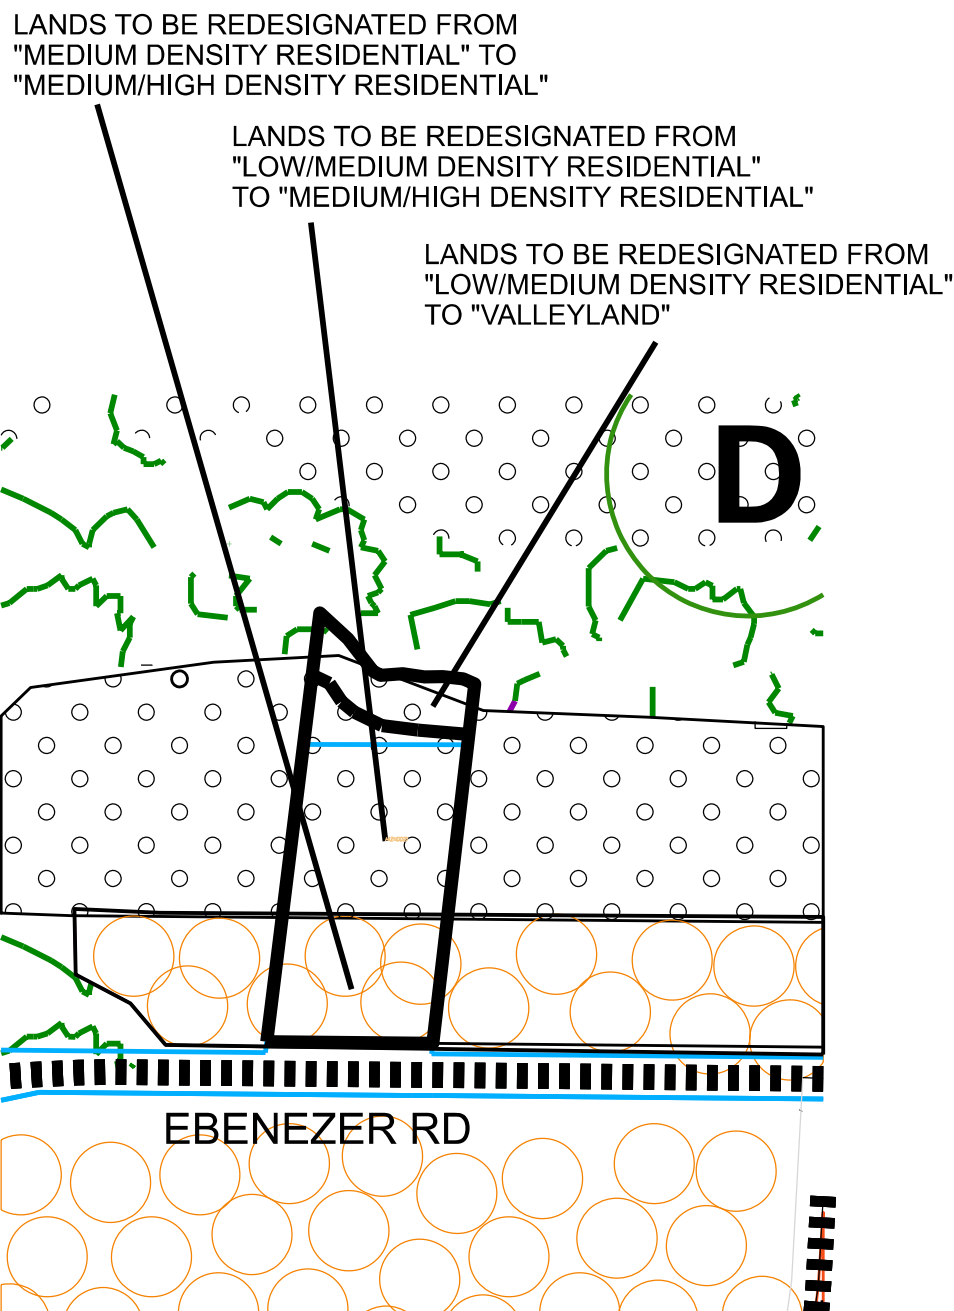 LANDS TO BE REDESIGNATED FROM
"MEDIUM DENSITY RESIDENTIAL" TO
"MEDIUM/HIGH DENSITY RESIDENTIAL"
LANDS TO BE REDESIGNATED FROM
"LOW/MEDIUM DENSITY RESIDENTIAL"
TO "MEDIUM/HIGH DENSITY RESIDENTIAL"
LANDS TO BE REDESIGNATED FROM
"LOW/MEDIUM DENSITY RESIDENTIAL"
TO "VALLEYLAND"
D
EBENEZER RD